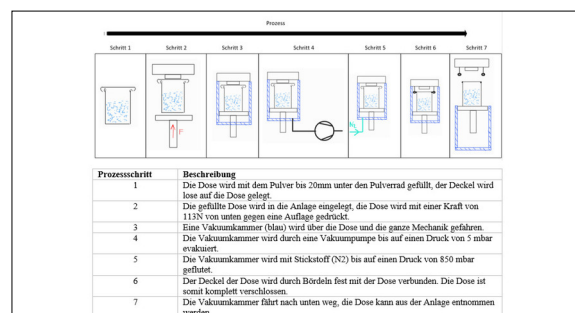 Prozess
Schritt 1 Schritt 2 Schritt 3 Schritt 4 Schritt 5 Schritt 6 Schritt 7
F
N₂
Prozessschritt Beschreibung
1 Die Dose wird mit dem Pulver bis 20mm unter den Pulverrad gefüllt, der Deckel wird
lose auf die Dose gelegt.
2 Die gefüllte Dose wird in die Anlage eingelegt, die Dose wird mit einer Kraft von
113N von unten gegen eine Auflage gedrückt.
3 Eine Vakuumkammer (blau) wird über die Dose und die ganze Mechanik gefahren.
4 Die Vakuumkammer wird durch eine Vakuumpumpe bis auf einen Druck von 5 mbar
evakuiert.
5 Die Vakuumkammer wird mit Stickstoff (N2) bis auf einen Druck von 850 mbar
geflutet.
6 Der Deckel der Dose wird durch Bördeln fest mit der Dose verbunden. Die Dose ist
somit komplett verschlossen.
7 Die Vakuumkammer fährt nach unten weg, die Dose kann aus der Anlage entnommen
werden.